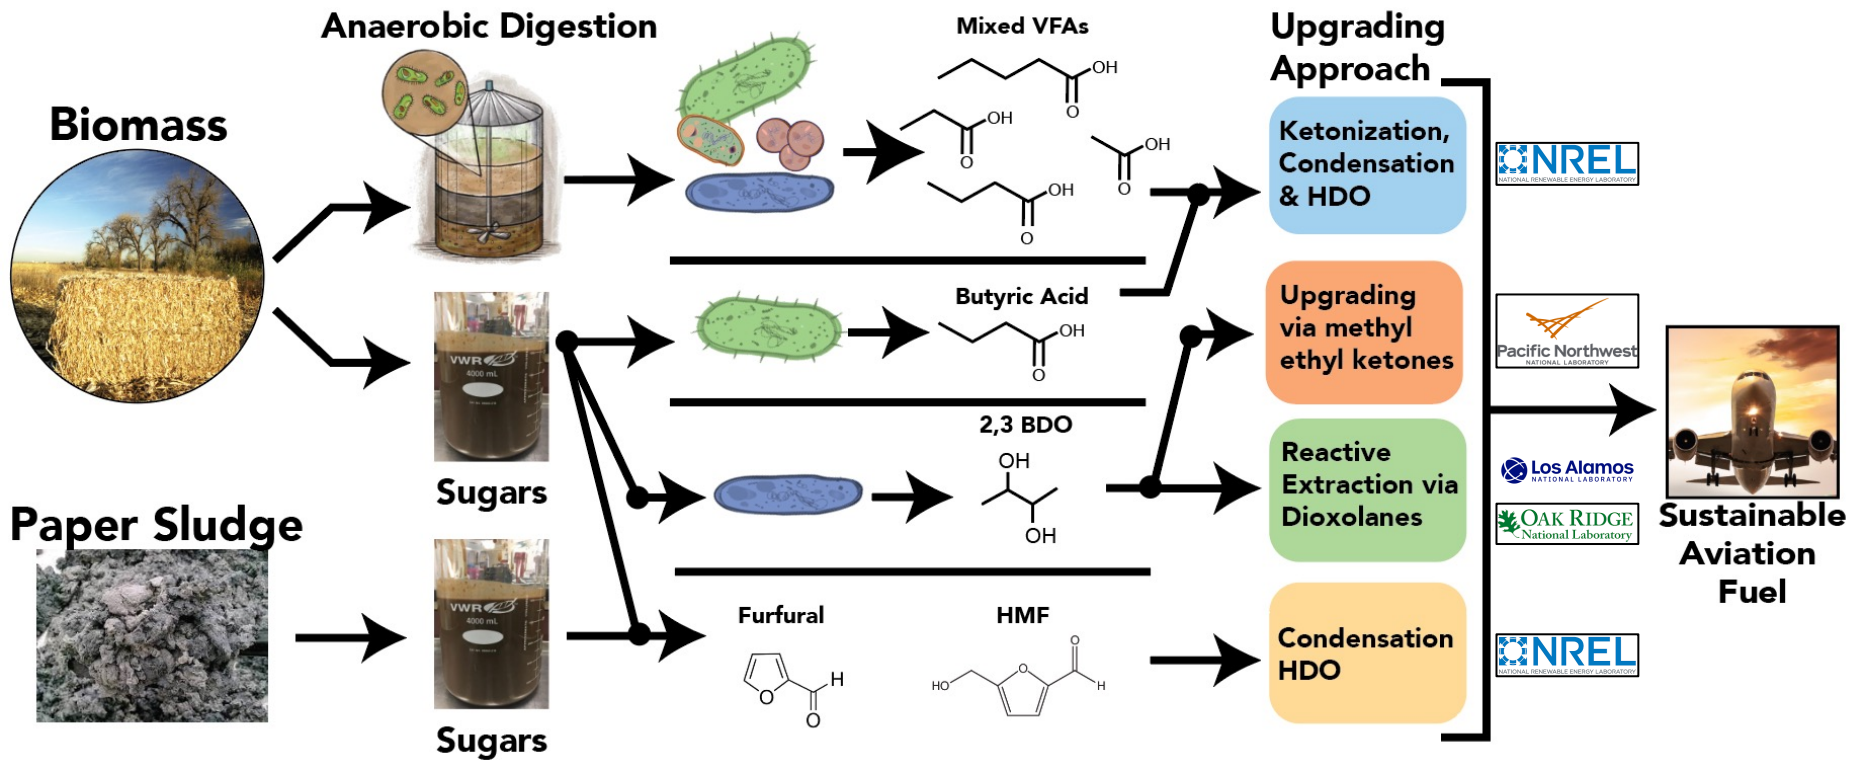 Anaerobic Digestion
Mixed VFAs
Upgrading
Approach
Biomass
OH
O
OH
O
OH
O
OH
O
Ketonization,
Condensation
& HDO
NREL
NATIONAL RENEWABLE ENERGY LABORATORY
Butyric Acid
OH
O
Upgrading
via methyl
ethyl ketones
Pacific Northwest
NATIONAL LABORATORY
VWR
4000 mL
Sugars
2,3 BDO
OH
OH
Reactive
Extraction via
Dioxolanes
Los Alamos
NATIONAL LABORATORY
OAK RIDGE
National Laboratory
Sustainable
Aviation
Fuel
Paper Sludge
VWR
4000 mL
Sugars
Furfural
O
H
O
HMF
HO
O
O
H
Condensation
HDO
NREL
NATIONAL RENEWABLE ENERGY LABORATORY